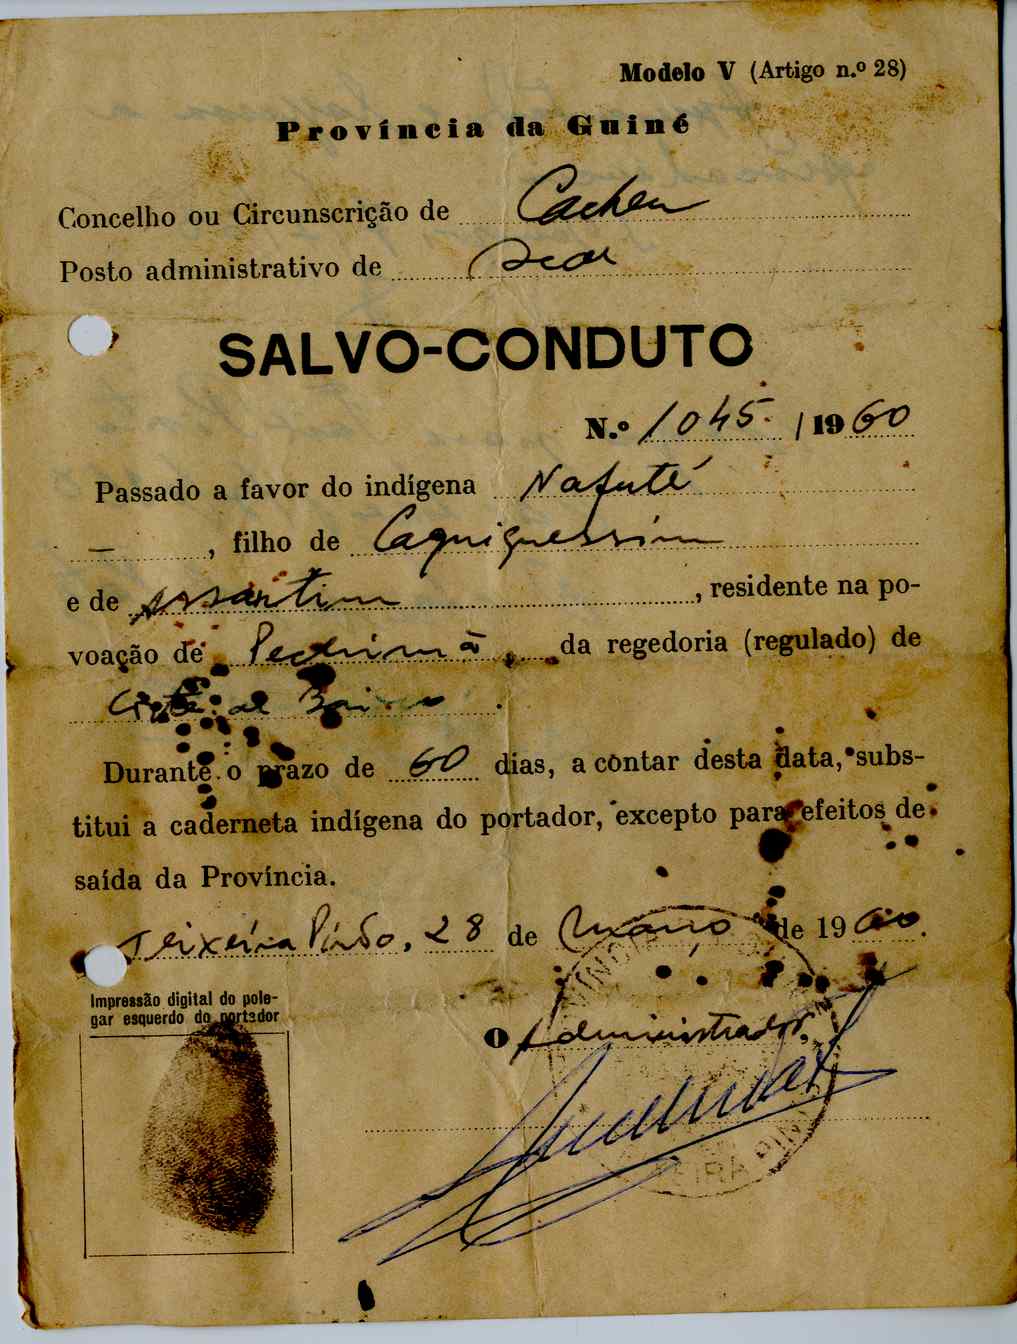 Modelo V (Artigo n.º 28)
Província da Guiné
Concelho ou Circunscrição de Cacheu
Posto administrativo de
SALVO-CONDUTO
N.º 1045 / 1960
Passado a favor do indígena Nafuté
— , filho de Caquiquessim
e de , residente na po-
voação de da regedoria (regulado) de
de Baixo .
Durante o prazo de 60 dias, a contar desta data, subs-
titui a caderneta indígena do portador, excepto para efeitos de
saída da Província.
Teixeira Pinto, 28 de Março de 1960.
Impressão digital do pole-
gar esquerdo do portador
O Administrador,